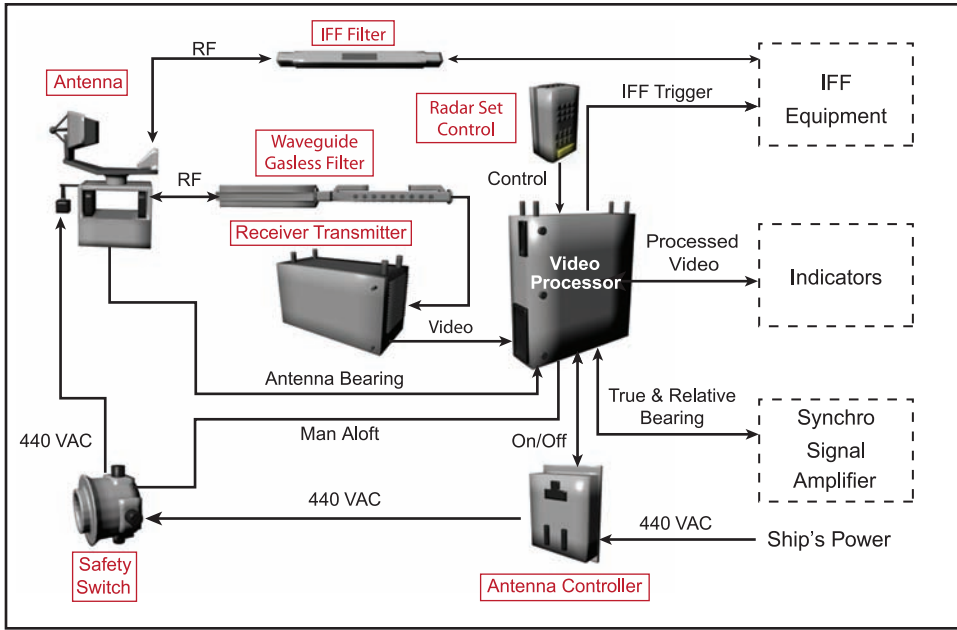 IFF Filter
RF
Antenna
IFF
Equipment
IFF Trigger
Radar Set
Control
Waveguide
Gasless Filter
RF
Control
Receiver Transmitter
Video
Processor
Processed
Video
Indicators
Video
Antenna Bearing
True & Relative
Bearing
Synchro
Signal
Amplifier
Man Aloft
On/Off
440 VAC
440 VAC
440 VAC
Ship's Power
Safety
Switch
Antenna Controller